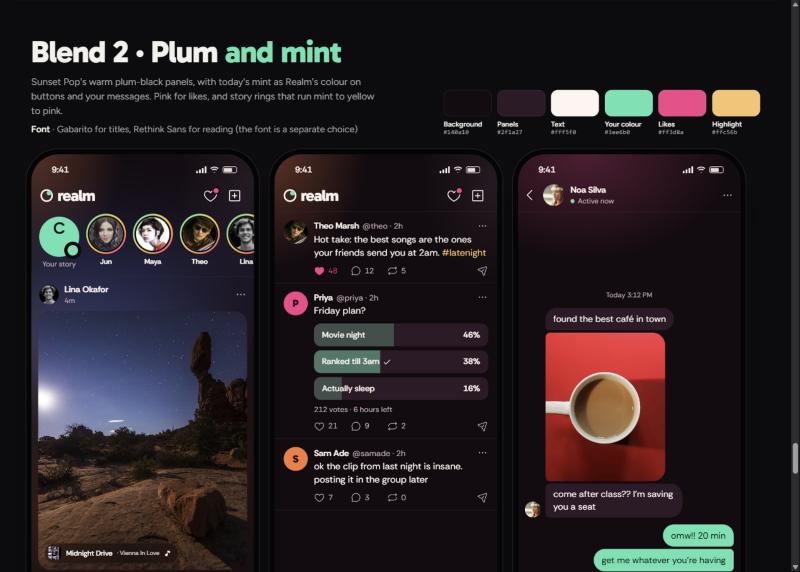 Blend 2 · Plum and mint
Sunset Pop's warm plum-black panels, with today's mint as Realm's colour on
buttons and your messages. Pink for likes, and story rings that run mint to yellow
to pink.
Font · Gabarito for titles, Rethink Sans for reading (the font is a separate choice)
Background
#140a10
Panels
#2f1a27
Text
#fff5f0
Your colour
#3ee6b0
Likes
#ff3d8a
Highlight
#ffc56b
9:41
realm
C
Your story
Jun
Maya
Theo
Lina
Lina Okafor
4m
Midnight Drive · Vienna In Love
9:41
realm
Theo Marsh @theo · 2h
Hot take: the best songs are the ones
your friends send you at 2am. #latenight
48 12 5
P
Priya @priya · 2h
Friday plan?
Movie night 46%
Ranked till 3am 38%
Actually sleep 16%
212 votes · 6 hours left
21 9 2
S
Sam Ade @samade · 2h
ok the clip from last night is insane.
posting it in the group later
7 3 0
9:41
Noa Silva
Active now
Today 3:12 PM
found the best café in town
come after class?? I'm saving
you a seat
omw!! 20 min
get me whatever you're having